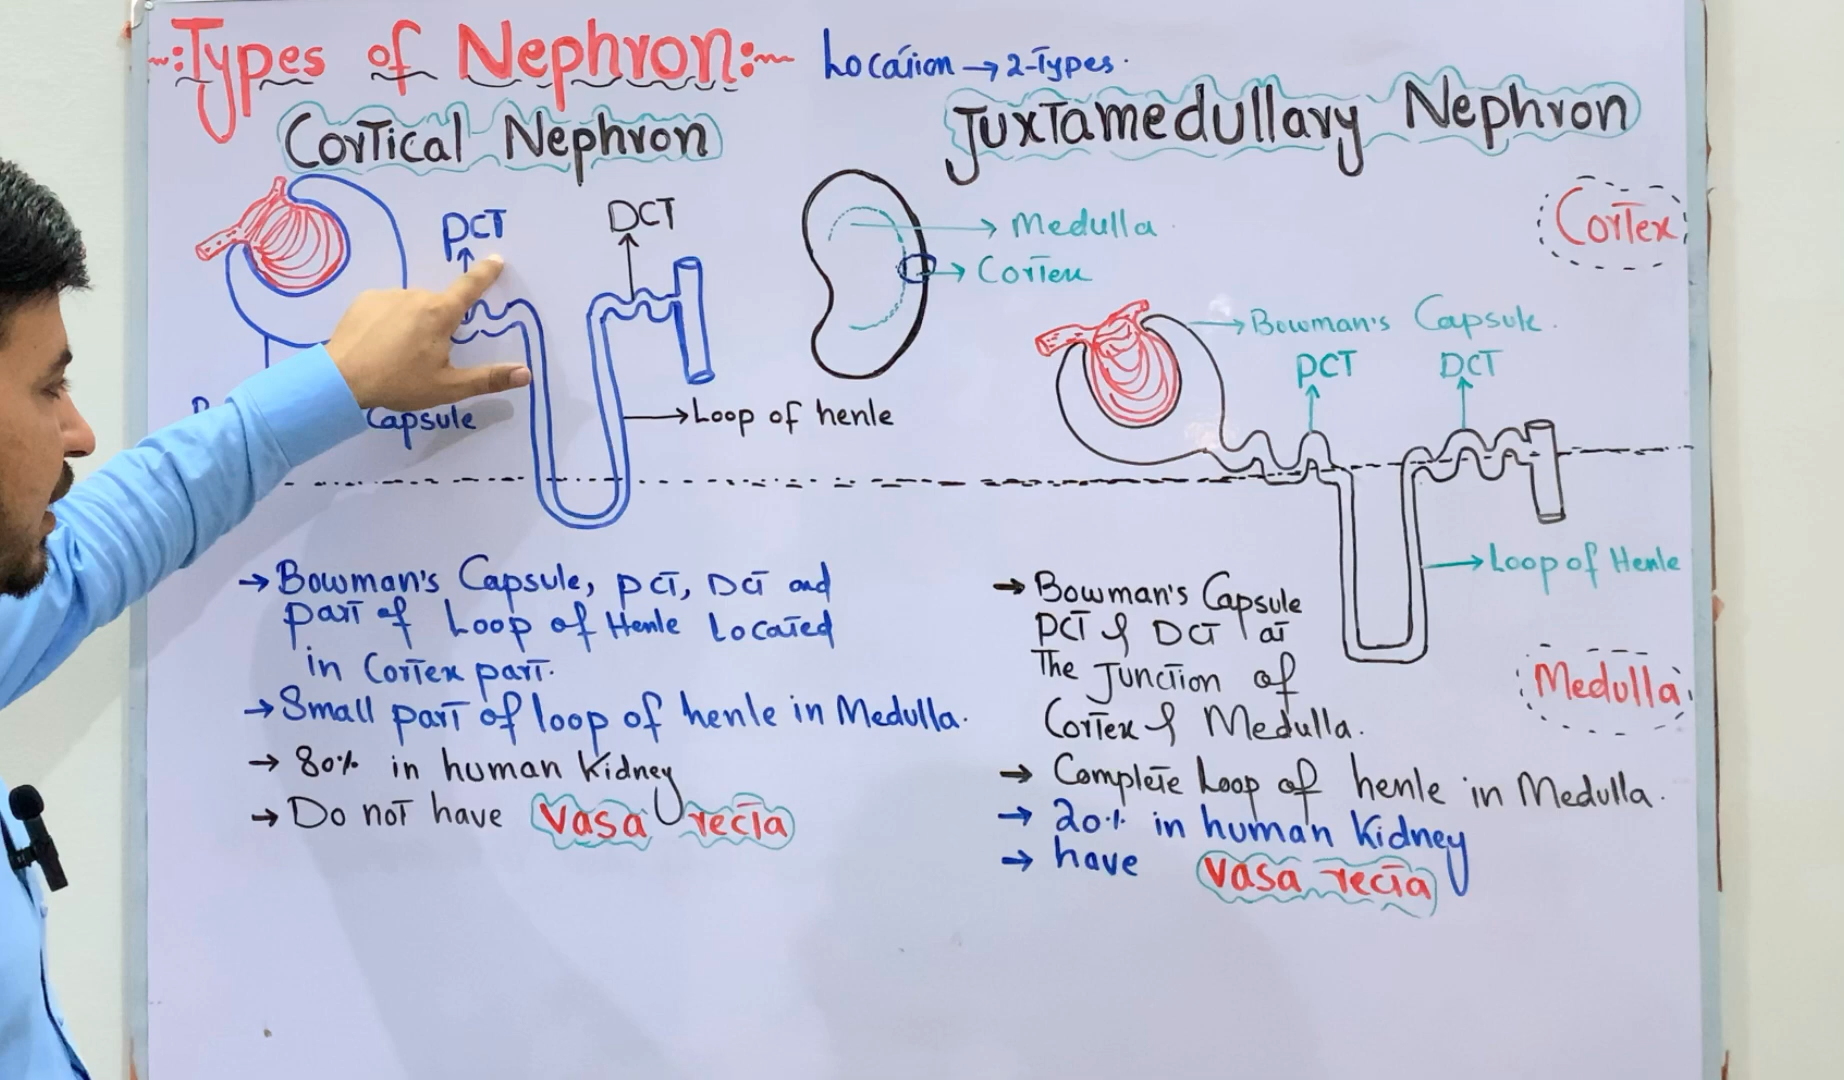 Types of Nephron:
Location → 2-Types.
Cortical Nephron
Juxtamedullary Nephron
PCT
DCT
Capsule
Loop of henle
Medulla
Cortex
Cortex
Bowman's Capsule.
PCT
DCT
Loop of Henle
Medulla
→ Bowman's Capsule, PCT, DCT and
part of Loop of Henle Located
in Cortex part.
→ Small part of loop of henle in Medulla.
→ 80% in human Kidney
→ Do not have Vasa recta
→ Bowman's Capsule
PCT & DCT at
The Junction of
Cortex & Medulla.
→ Complete Loop of henle in Medulla.
→ 20% in human Kidney
→ have Vasa recta